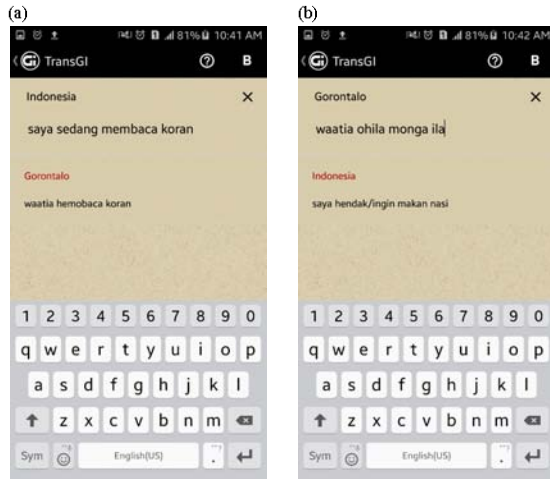 (a)
81% 10:41 AM
Gi TransGI ? B
Indonesia
saya sedang membaca koran
Gorontalo
waatia hemobaca koran
1 2 3 4 5 6 7 8 9 0
q w e r t y u i o p
a s d f g h j k l
z x c v b n m
Sym English(US) .
(b)
81% 10:42 AM
Gi TransGI ? B
Gorontalo
waatia ohila monga ila
Indonesia
saya hendak/ingin makan nasi
1 2 3 4 5 6 7 8 9 0
q w e r t y u i o p
a s d f g h j k l
z x c v b n m
Sym English(US) .